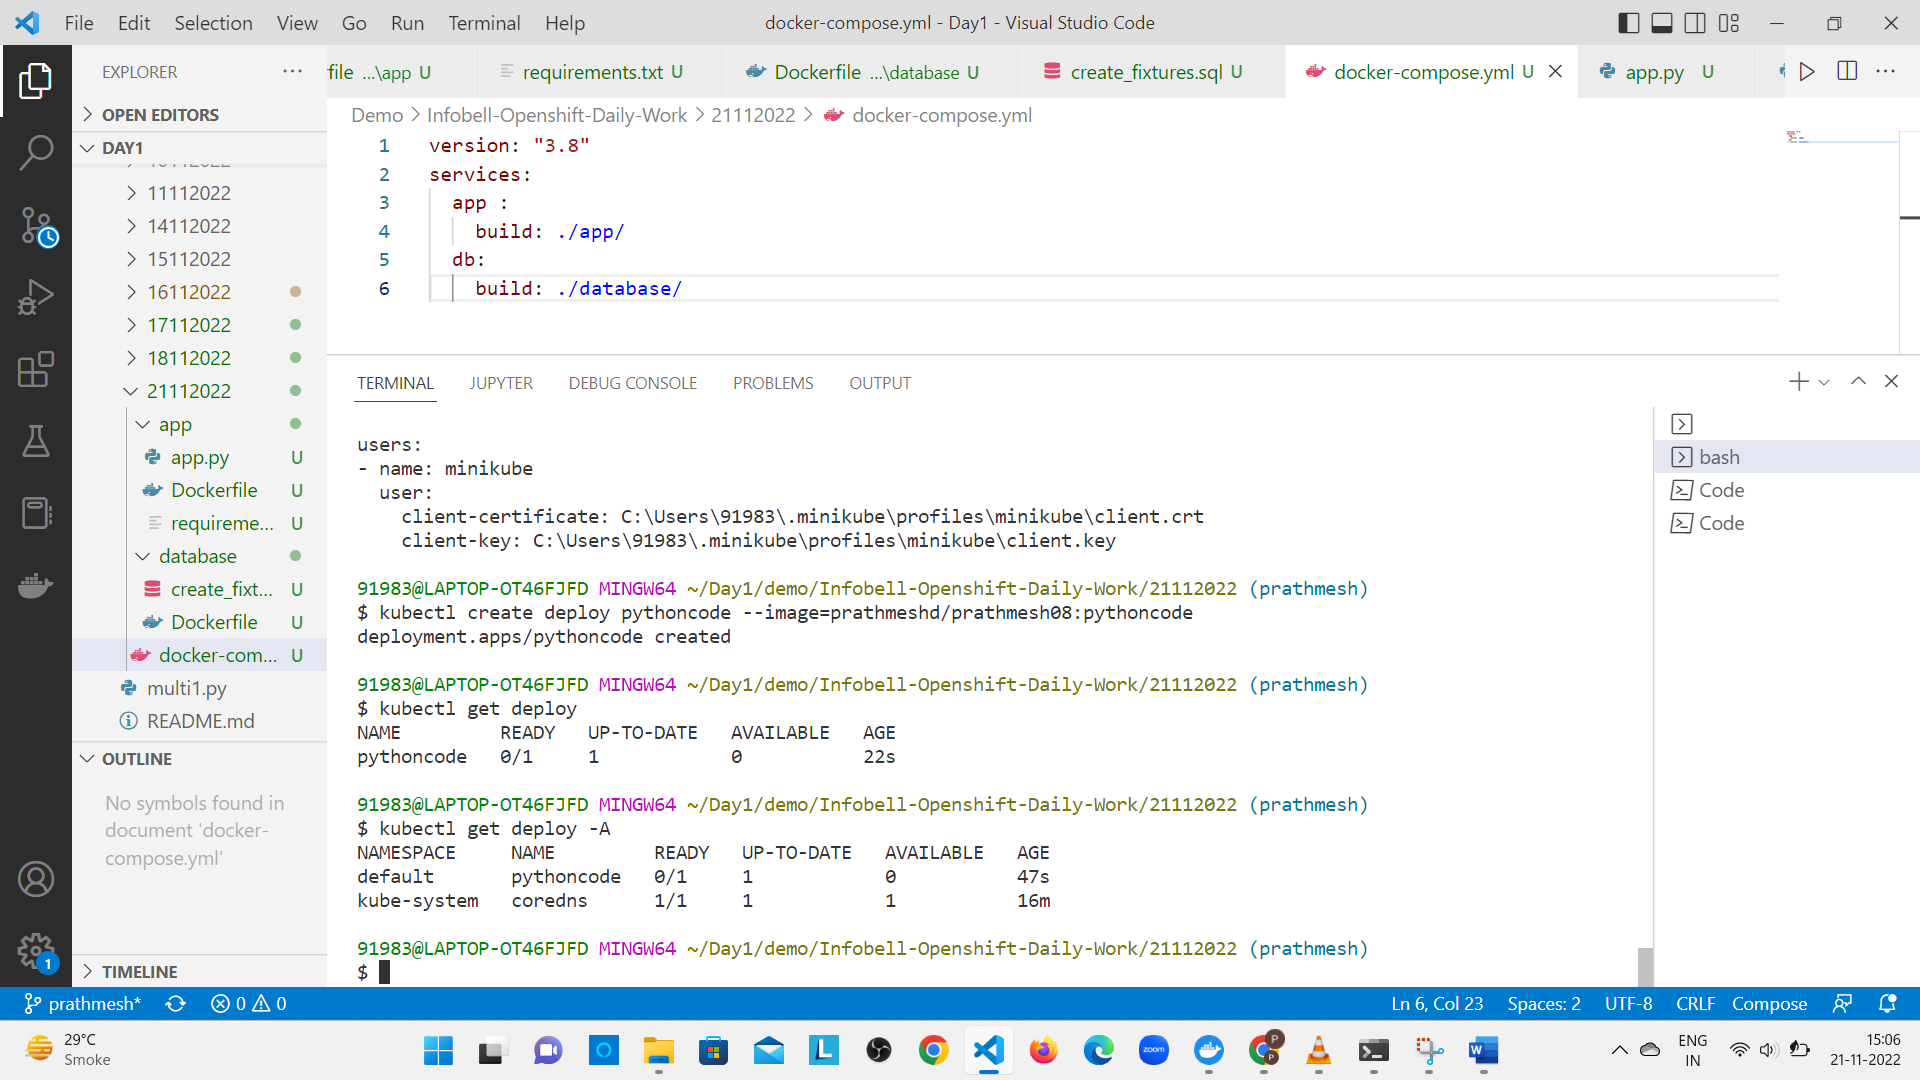 File Edit Selection View Go Run Terminal Help
docker-compose.yml - Day1 - Visual Studio Code
EXPLORER
file ...\app U
requirements.txt U
Dockerfile ...\database U
create_fixtures.sql U
docker-compose.yml U
app.py U
OPEN EDITORS
Demo > Infobell-Openshift-Daily-Work > 21112022 > docker-compose.yml
DAY1
11112022
14112022
15112022
16112022
17112022
18112022
21112022
app
app.py U
Dockerfile U
requireme... U
database
create_fixt... U
Dockerfile U
docker-com... U
multi1.py
README.md
OUTLINE
No symbols found in
document 'docker-
compose.yml'
TIMELINE
1 version: "3.8"
2 services:
3 app :
4 build: ./app/
5 db:
6 build: ./database/
TERMINAL JUPYTER DEBUG CONSOLE PROBLEMS OUTPUT
users:
- name: minikube
user:
client-certificate: C:\Users\91983\.minikube\profiles\minikube\client.crt
client-key: C:\Users\91983\.minikube\profiles\minikube\client.key
91983@LAPTOP-OT46FJFD MINGW64 ~/Day1/demo/Infobell-Openshift-Daily-Work/21112022 (prathmesh)
$ kubectl create deploy pythoncode --image=prathmeshd/prathmesh08:pythoncode
deployment.apps/pythoncode created
91983@LAPTOP-OT46FJFD MINGW64 ~/Day1/demo/Infobell-Openshift-Daily-Work/21112022 (prathmesh)
$ kubectl get deploy
NAME READY UP-TO-DATE AVAILABLE AGE
pythoncode 0/1 1 0 22s
91983@LAPTOP-OT46FJFD MINGW64 ~/Day1/demo/Infobell-Openshift-Daily-Work/21112022 (prathmesh)
$ kubectl get deploy -A
NAMESPACE NAME READY UP-TO-DATE AVAILABLE AGE
default pythoncode 0/1 1 0 47s
kube-system coredns 1/1 1 1 16m
91983@LAPTOP-OT46FJFD MINGW64 ~/Day1/demo/Infobell-Openshift-Daily-Work/21112022 (prathmesh)
$
bash
Code
Code
1
prathmesh* 0 0
Ln 6, Col 23 Spaces: 2 UTF-8 CRLF Compose
29°C
Smoke
L
zoom
P
P
W
ENG
IN
15:06
21-11-2022